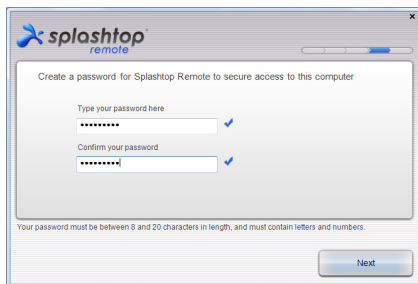 splashtop
remote
Create a password for Splashtop Remote to secure access to this computer
Type your password here
•••••••••
Confirm your password
•••••••••
Your password must be between 8 and 20 characters in length, and must contain letters and numbers.
Next